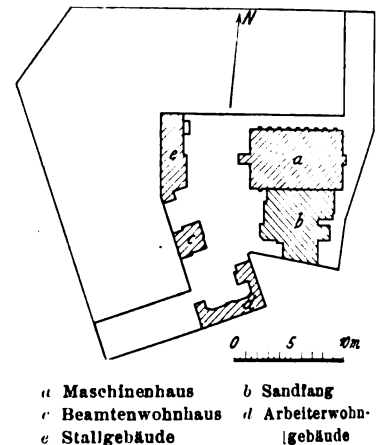 N
e
a
b
c
d
0 5 10m
a Maschinenhaus b Sandfang
c Beamtenwohnhaus d Arbeiterwohn-
e Stallgebäude |gebäude